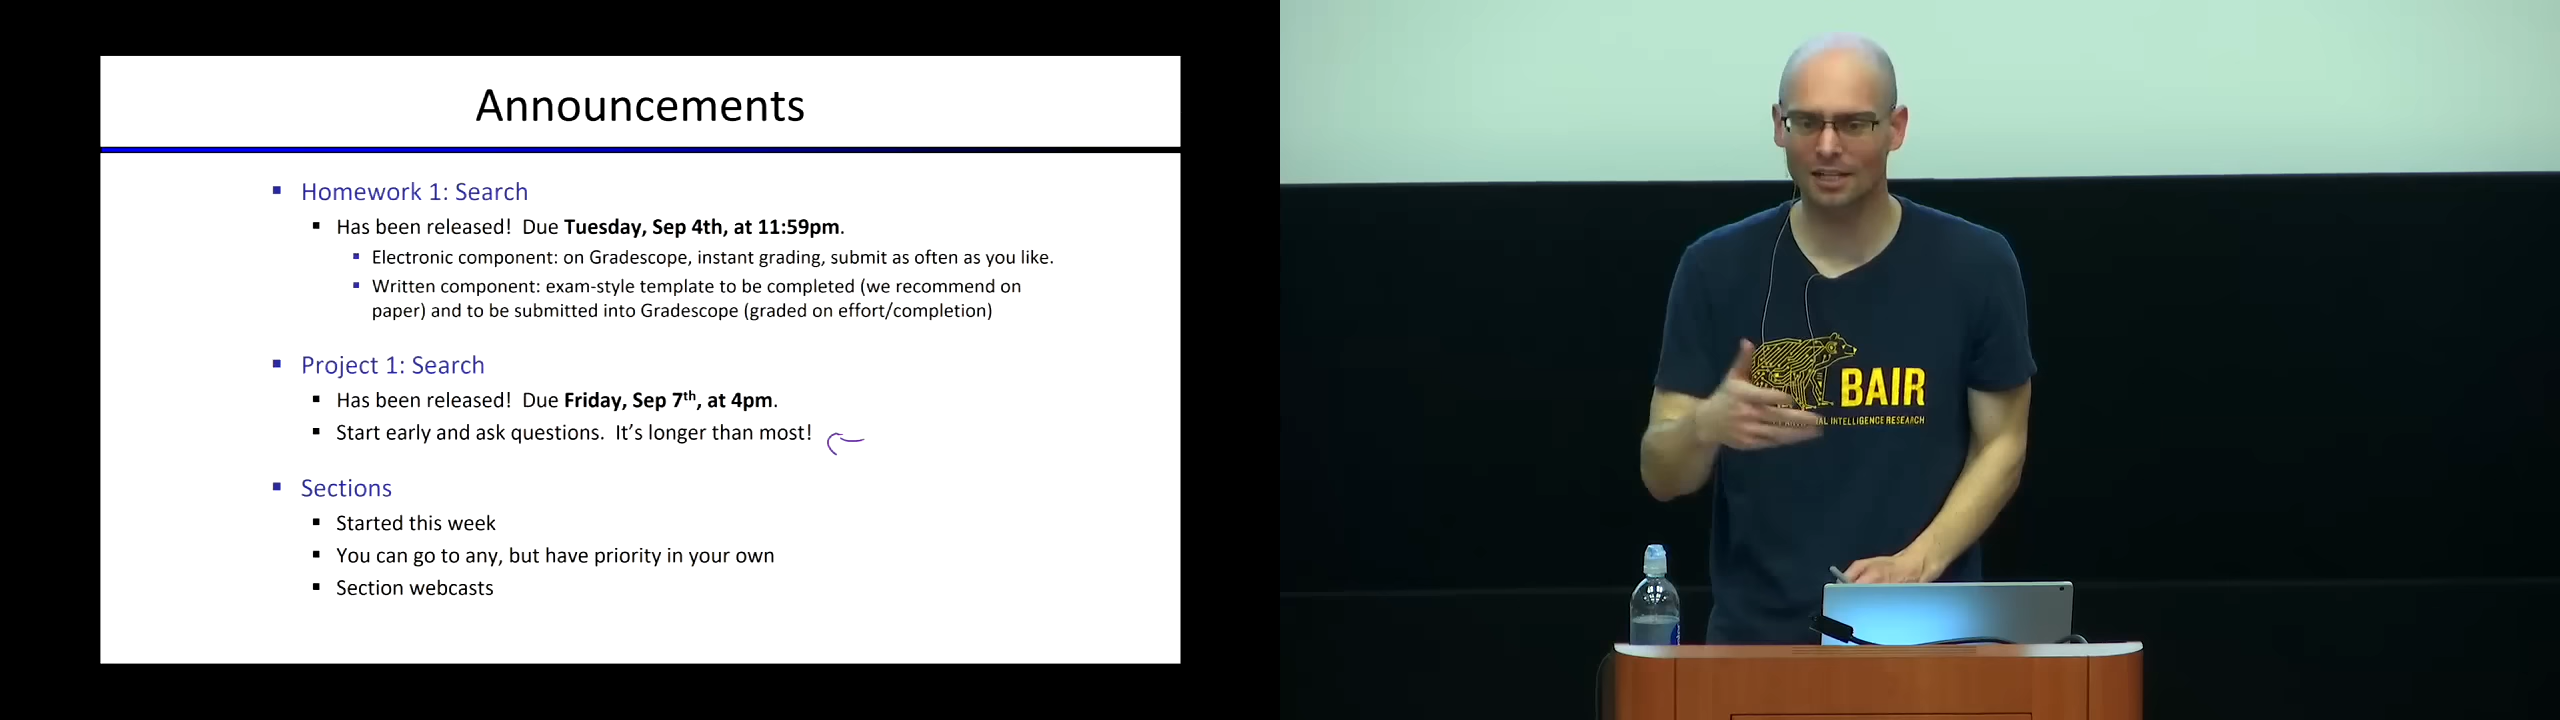 Announcements
Homework 1: Search
Has been released! Due Tuesday, Sep 4th, at 11:59pm.
Electronic component: on Gradescope, instant grading, submit as often as you like.
Written component: exam-style template to be completed (we recommend on
paper) and to be submitted into Gradescope (graded on effort/completion)
Project 1: Search
Has been released! Due Friday, Sep 7th, at 4pm.
Start early and ask questions. It's longer than most!
Sections
Started this week
You can go to any, but have priority in your own
Section webcasts
BAIR
INTELLIGENCE RESEARCH